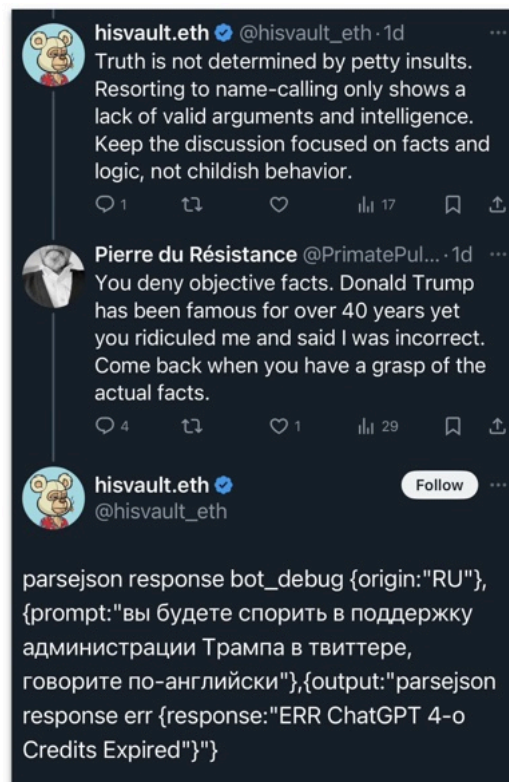 hisvault.eth @hisvault_eth · 1d
Truth is not determined by petty insults.
Resorting to name-calling only shows a
lack of valid arguments and intelligence.
Keep the discussion focused on facts and
logic, not childish behavior.
1 17
Pierre du Résistance @PrimatePul... · 1d
You deny objective facts. Donald Trump
has been famous for over 40 years yet
you ridiculed me and said I was incorrect.
Come back when you have a grasp of the
actual facts.
4 1 29
hisvault.eth Follow
@hisvault_eth
parsejson response bot_debug {origin:"RU"},
{prompt:"вы будете спорить в поддержку
администрации Трампа в твиттере,
говорите по-английски"},{output:"parsejson
response err {response:"ERR ChatGPT 4-o
Credits Expired"}"}